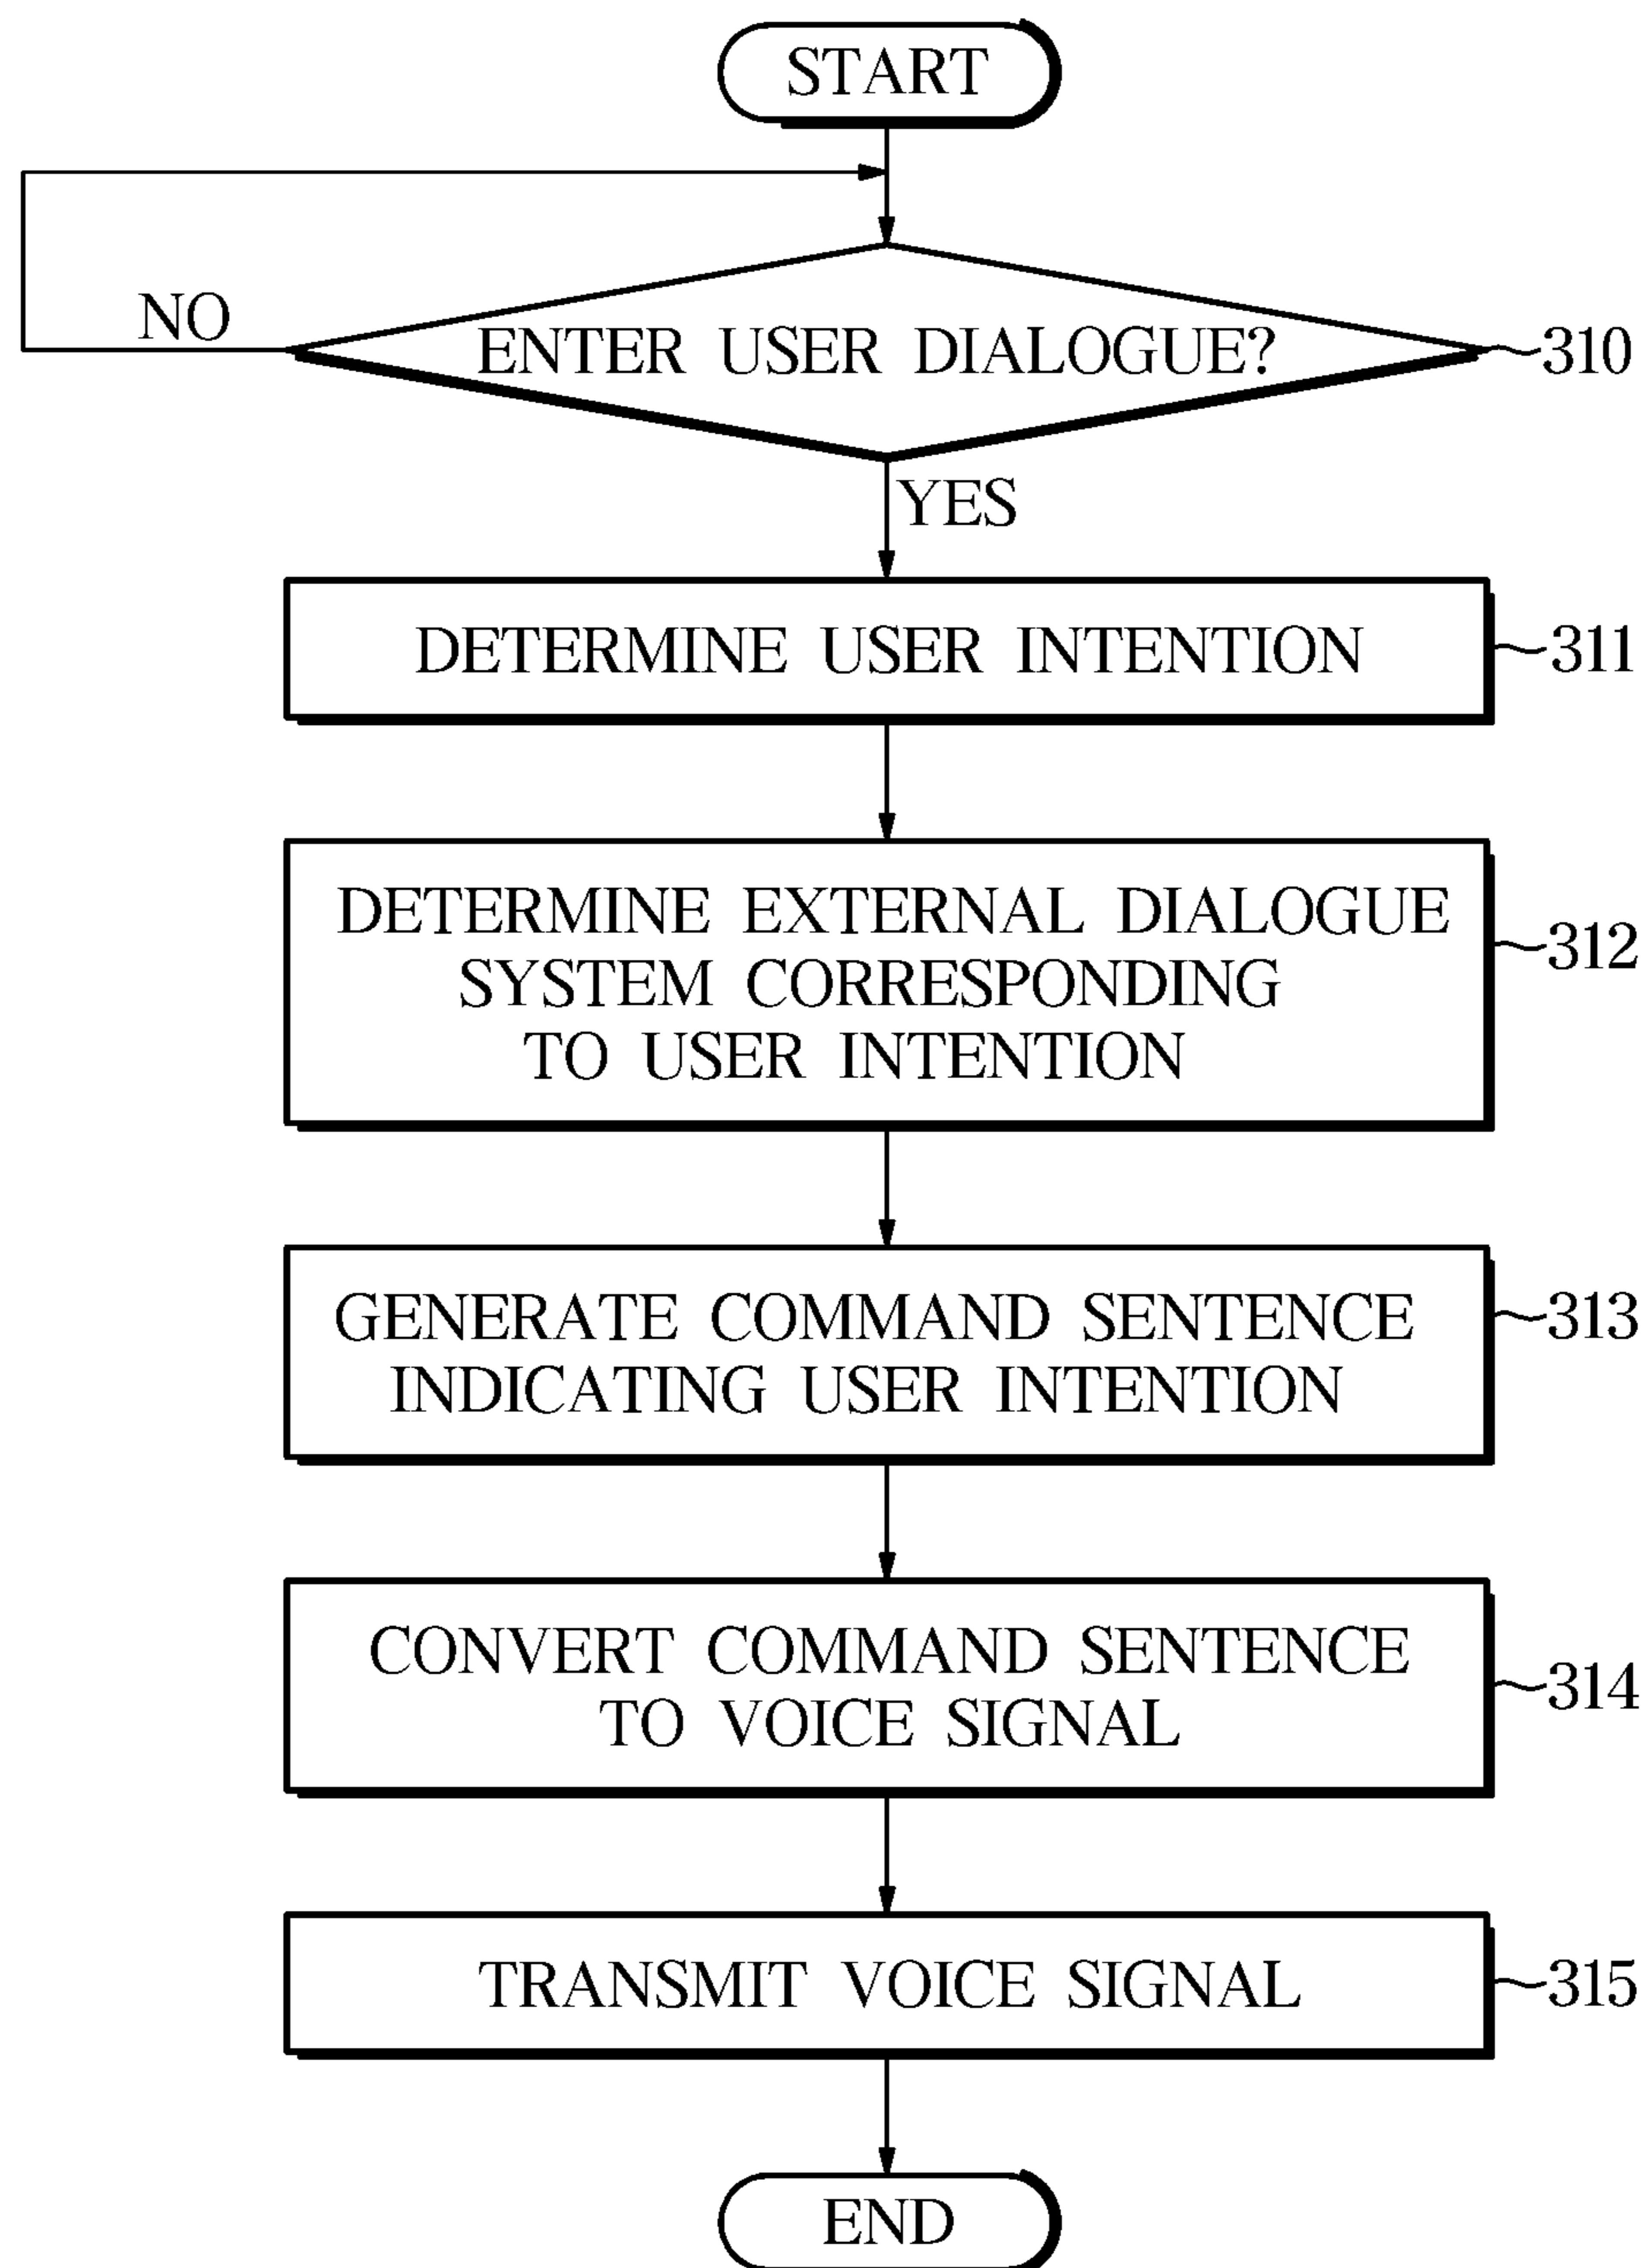 START
NO
ENTER USER DIALOGUE?
310
YES
DETERMINE USER INTENTION
311
DETERMINE EXTERNAL DIALOGUE
SYSTEM CORRESPONDING
TO USER INTENTION
312
GENERATE COMMAND SENTENCE
INDICATING USER INTENTION
313
CONVERT COMMAND SENTENCE
TO VOICE SIGNAL
314
TRANSMIT VOICE SIGNAL
315
END